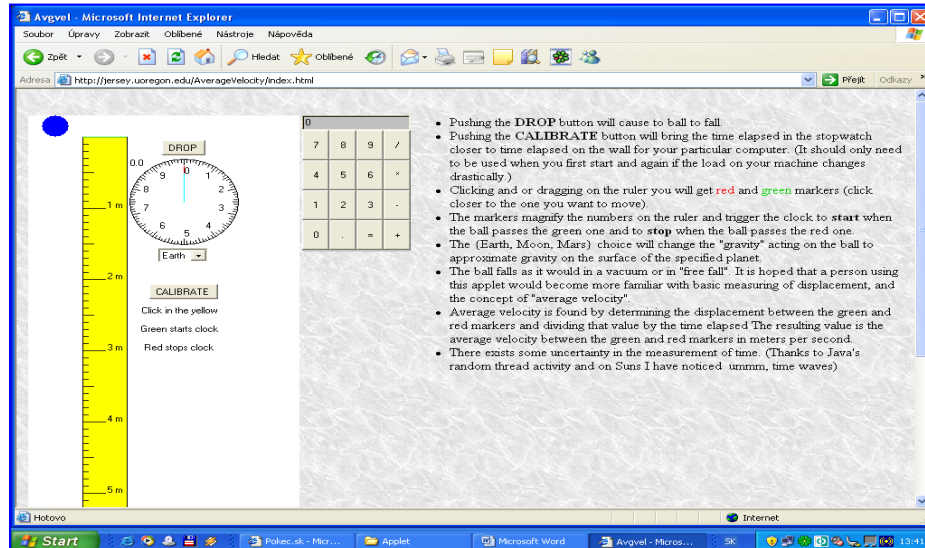 Avgvel - Microsoft Internet Explorer
Soubor Úpravy Zobrazit Oblíbené Nástroje Nápověda
Zpět Hledat Oblíbené
Adresa http://jersey.uoregon.edu/AverageVelocity/index.html Přejít Odkazy »
DROP
0.0
0 1 2 3 4 5 6 7 8 9
Earth
CALIBRATE
Click in the yellow
Green starts clock
Red stops clock
1 m
2 m
3 m
4 m
5 m
0
7 8 9 /
4 5 6 *
1 2 3 -
0 . = +
• Pushing the DROP button will cause to ball to fall.
• Pushing the CALIBRATE button will bring the time elapsed in the stopwatch
closer to time elapsed on the wall for your particular computer. (It should only need
to be used when you first start and again if the load on your machine changes
drastically.)
• Clicking and or dragging on the ruler you will get red and green markers (click
closer to the one you want to move).
• The markers magnify the numbers on the ruler and trigger the clock to start when
the ball passes the green one and to stop when the ball passes the red one.
• The {Earth, Moon, Mars} choice will change the "gravity" acting on the ball to
approximate gravity on the surface of the specified planet.
• The ball falls as it would in a vacuum or in "free fall". It is hoped that a person using
this applet would become more familiar with basic measuring of displacement, and
the concept of "average velocity".
• Average velocity is found by determining the displacement between the green and
red markers and dividing that value by the time elapsed The resulting value is the
average velocity between the green and red markers in meters per second.
• There exists some uncertainty in the measurement of time. (Thanks to Java's
random thread activity and on Suns I have noticed ummm, time waves)
Hotovo Internet
Start Pokec.sk - Micr... Applet Microsoft Word Avgvel - Micros... SK 13:41